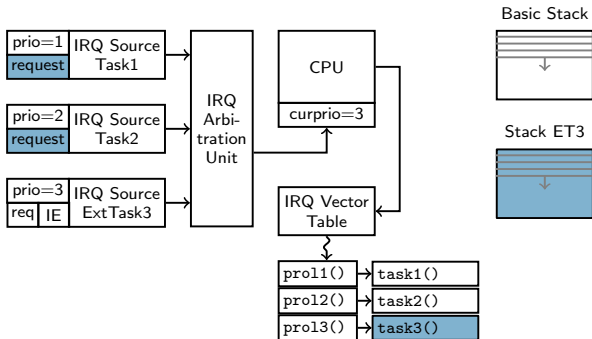 prio=1
request
IRQ Source
Task1
prio=2
request
IRQ Source
Task2
prio=3
req IE
IRQ Source
ExtTask3
IRQ
Arbi-
tration
Unit
CPU
curprio=3
IRQ Vector
Table
prol1() task1()
prol2() task2()
prol3() task3()
Basic Stack
Stack ET3